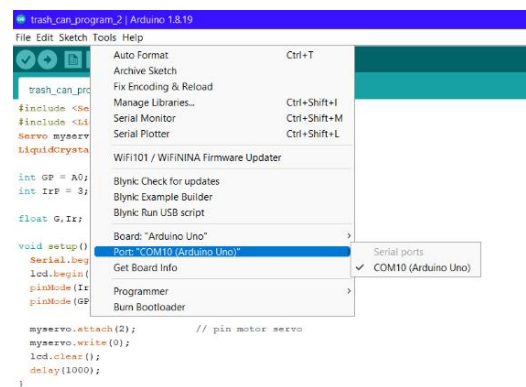 trash_can_program_2 | Arduino 1.8.19
File Edit Sketch Tools Help
trash_can_pro
Auto Format Ctrl+T
Archive Sketch
Fix Encoding & Reload
Manage Libraries... Ctrl+Shift+I
Serial Monitor Ctrl+Shift+M
Serial Plotter Ctrl+Shift+L
WiFi101 / WiFiNINA Firmware Updater
Blynk: Check for updates
Blynk: Example Builder
Blynk: Run USB script
Board: "Arduino Uno"
Port: "COM10 (Arduino Uno)"
Get Board Info
Programmer
Burn Bootloader
Serial ports
✓ COM10 (Arduino Uno)
#include <Se
#include <Li
Servo myserv
LiquidCrysta
int GP = A0;
int IrP = 3;
float G,Ir;
void setup()
Serial.beg
lcd.begin(
pinMode(Ir
pinMode(GP
myservo.attach(2); // pin motor servo
myservo.write(0);
lcd.clear();
delay(1000);
}